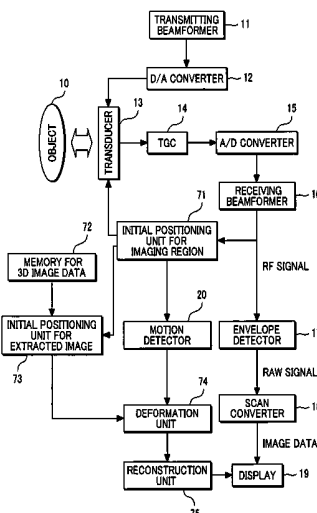 TRANSMITTING
BEAMFORMER
11
D/A CONVERTER
12
10
OBJECT
TRANSDUCER
13
14
TGC
15
A/D CONVERTER
RECEIVING
BEAMFORMER
71
INITIAL POSITIONING
UNIT FOR
IMAGING REGION
72
MEMORY FOR
3D IMAGE DATA
RF SIGNAL
20
MOTION
DETECTOR
ENVELOPE
DETECTOR
INITIAL POSITIONING
UNIT FOR
EXTRACTED IMAGE
73
RAW SIGNAL
74
DEFORMATION
UNIT
SCAN
CONVERTER
IMAGE DATA
RECONSTRUCTION
UNIT
DISPLAY
19